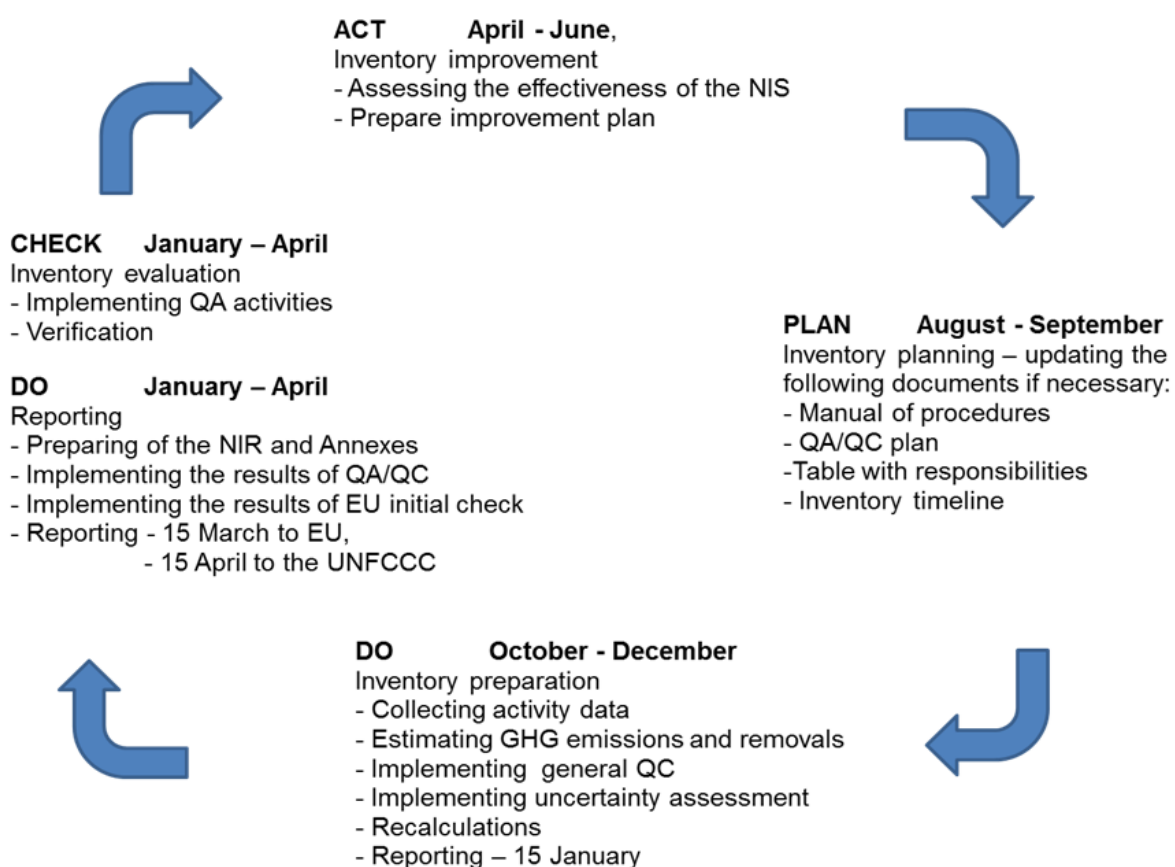 ACT April - June,
Inventory improvement
- Assessing the effectiveness of the NIS
- Prepare improvement plan
CHECK January – April
Inventory evaluation
- Implementing QA activities
- Verification
DO January – April
Reporting
- Preparing of the NIR and Annexes
- Implementing the results of QA/QC
- Implementing the results of EU initial check
- Reporting - 15 March to EU,
- 15 April to the UNFCCC
PLAN August - September
Inventory planning – updating the
following documents if necessary:
- Manual of procedures
- QA/QC plan
-Table with responsibilities
- Inventory timeline
DO October - December
Inventory preparation
- Collecting activity data
- Estimating GHG emissions and removals
- Implementing general QC
- Implementing uncertainty assessment
- Recalculations
- Reporting – 15 January